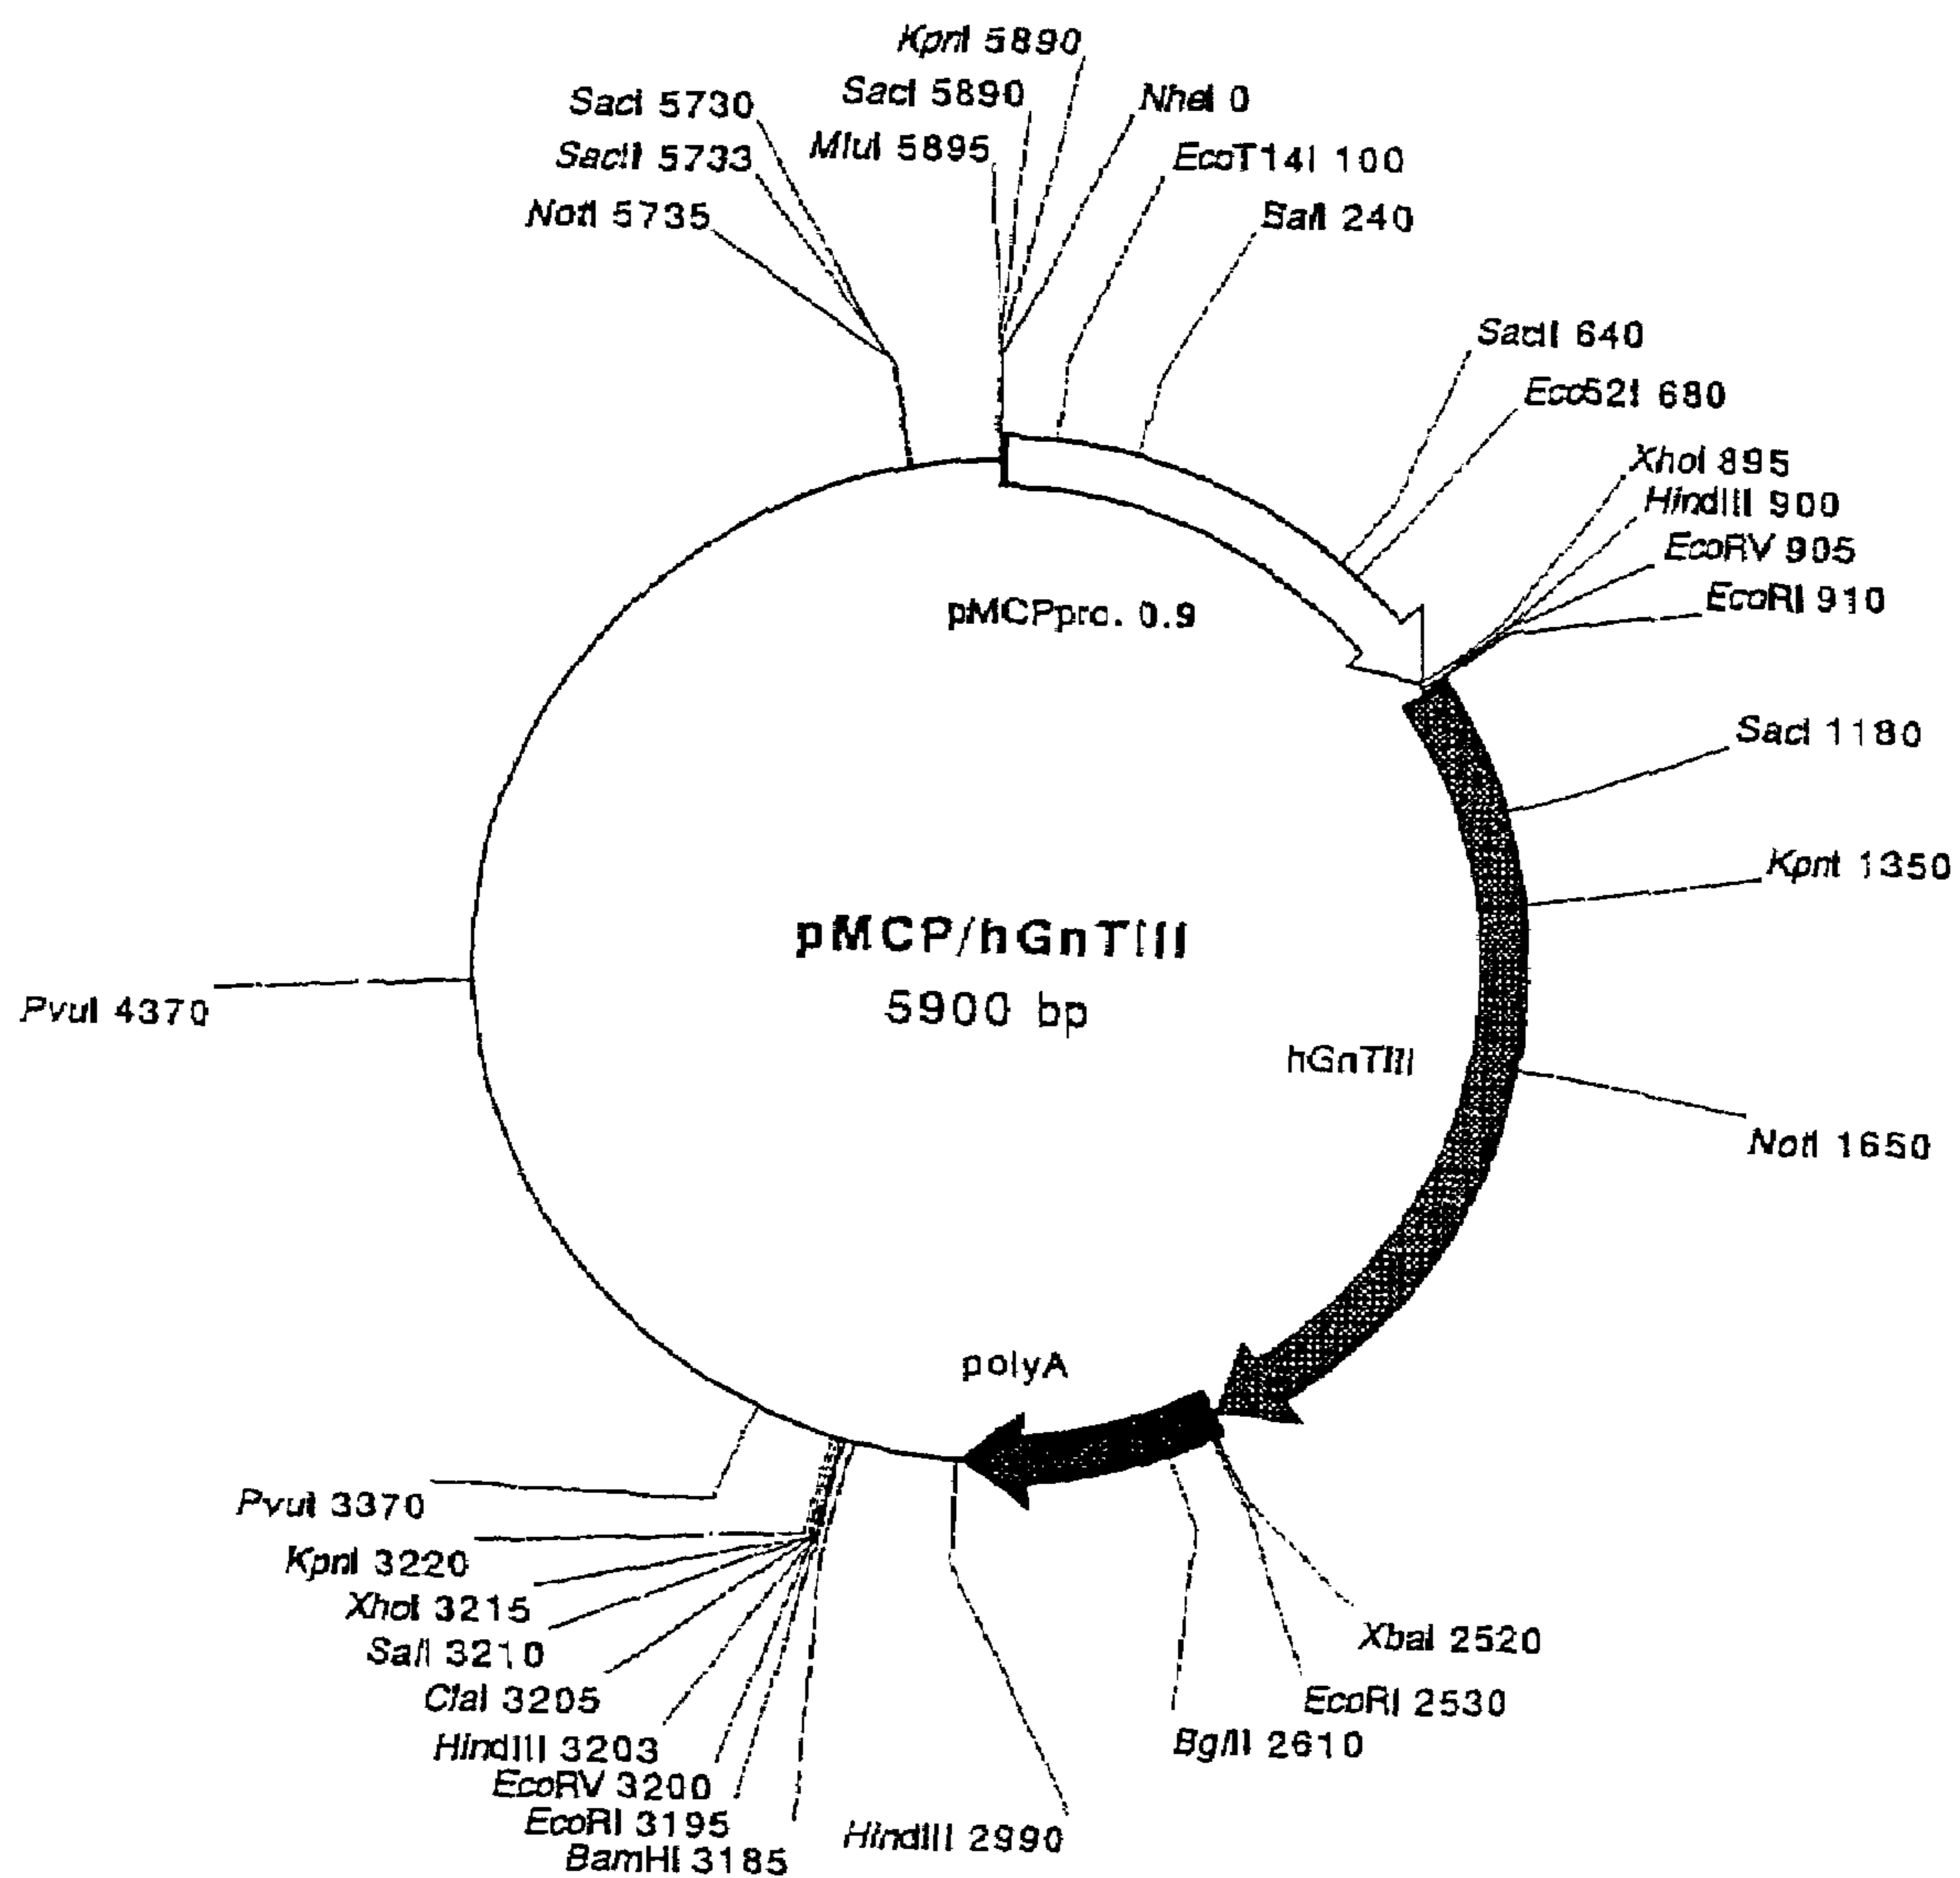 KpnI 5890
SacI 5890
MluI 5895
NheI 0
SacI 5730
SacII 5733
NotI 5735
EcoT14I 100
BalI 240
SacII 640
Eco52I 680
XhoI 895
HindIII 900
EcoRV 905
EcoRI 910
pMCPpro. 0.9
SacI 1180
KpnI 1350
pMCP/hGnTIII
5900 bp
PvuI 4370
hGnTIII
NotI 1650
polyA
PvuI 3370
KpnI 3220
XhoI 3215
SalI 3210
ClaI 3205
HindIII 3203
EcoRV 3200
EcoRI 3195
BamHI 3185
HindIII 2990
XbaI 2520
EcoRI 2530
BglII 2610